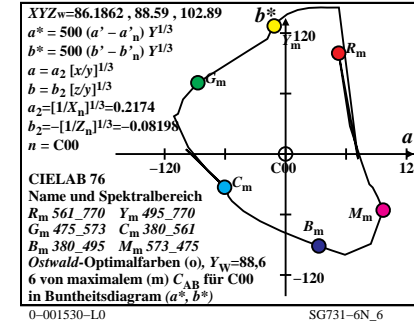 XYZw=86.1862 , 88.59 , 102.89
a* = 500 (a' – a'n) Y1/3
b* = 500 (b' – b'n) Y1/3
a = a2 [x/y]1/3
b = b2 [z/y]1/3
a2=[1/Xn]1/3=0.2174
b2=–[1/Zn]1/3=–0.08198
n = C00
b*
Ym
120
Rm
Gm
a
–120
C00
12
Cm
Mm
Bm
–120
CIELAB 76
Name und Spektralbereich
Rm 561_770 Ym 495_770
Gm 475_573 Cm 380_561
Bm 380_495 Mm 573_475
Ostwald-Optimalfarben (o), YW=88,6
6 von maximalem (m) CAB für C00
in Buntheitsdiagram (a*, b*)
0–001530–L0
SG731–6N_6